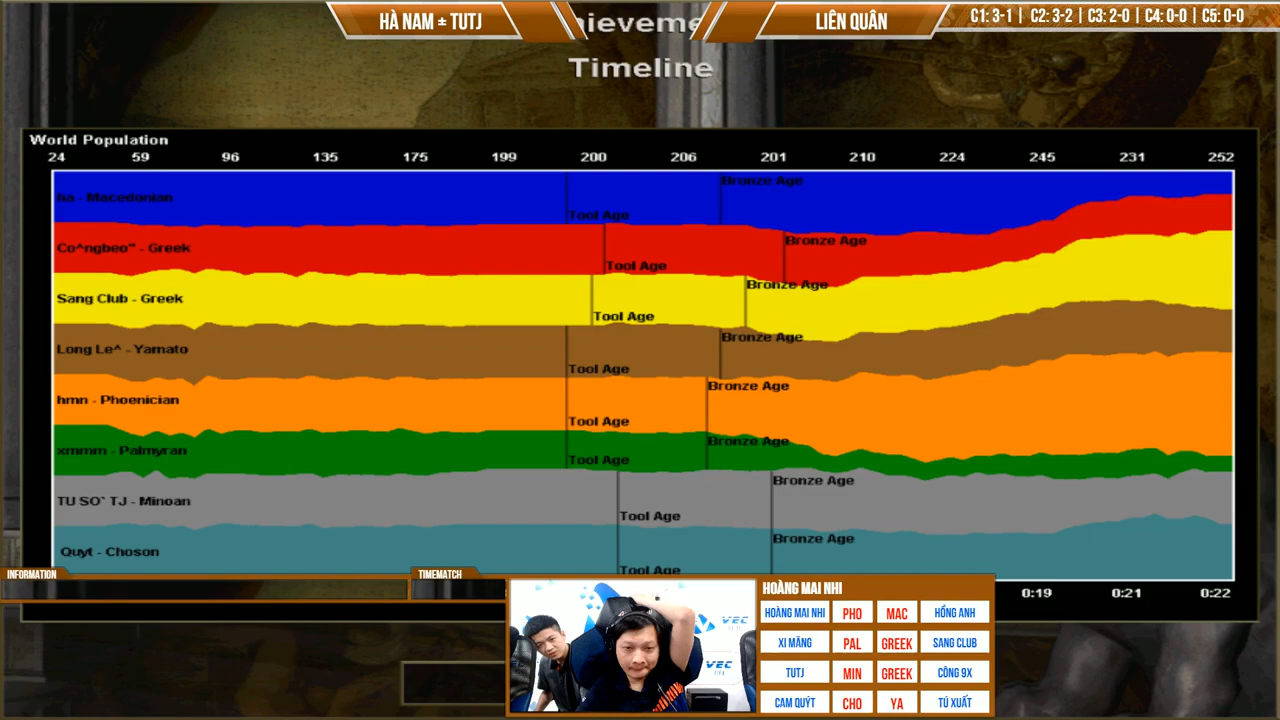 HÀ NAM + TUTJ
LIÊN QUÂN
C1: 3-1 | C2: 3-2 | C3: 2-0 | C4: 0-0 | C5: 0-0
ieveme
Timeline
World Population
24 59 96 135 175 199 200 206 201 210 224 245 231 252
ha - Macedonian
Tool Age
Bronze Age
Co^ngbeo" - Greek
Tool Age
Bronze Age
Sang Club - Greek
Tool Age
Bronze Age
Long Le^ - Yamato
Tool Age
Bronze Age
hmn - Phoenician
Tool Age
Bronze Age
xmmm - Palmyran
Tool Age
Bronze Age
TU SO` TJ - Minoan
Tool Age
Bronze Age
Quyt - Choson
Tool Age
Bronze Age
0:19 0:21 0:22
INFORMATION
TIMEMATCH
VEC
VEC
HOÀNG MAI NHI
HOÀNG MAI NHI PHO MAC HỒNG ANH
XI MĂNG PAL GREEK SANG CLUB
TUTJ MIN GREEK CÔNG 9X
CAM QUÝT CHO YA TÚ XUẤT